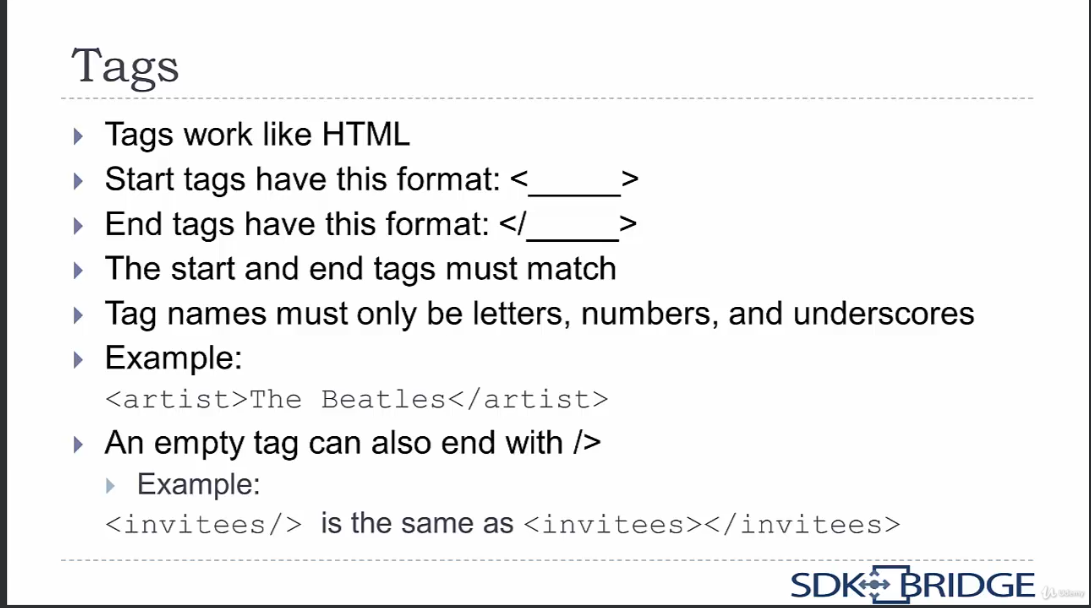 Tags
Tags work like HTML
Start tags have this format: <_____>
End tags have this format: </_____>
The start and end tags must match
Tag names must only be letters, numbers, and underscores
Example:
<artist>The Beatles</artist>
An empty tag can also end with />
Example:
<invitees/> is the same as <invitees></invitees>
SDK BRIDGE
Udemy